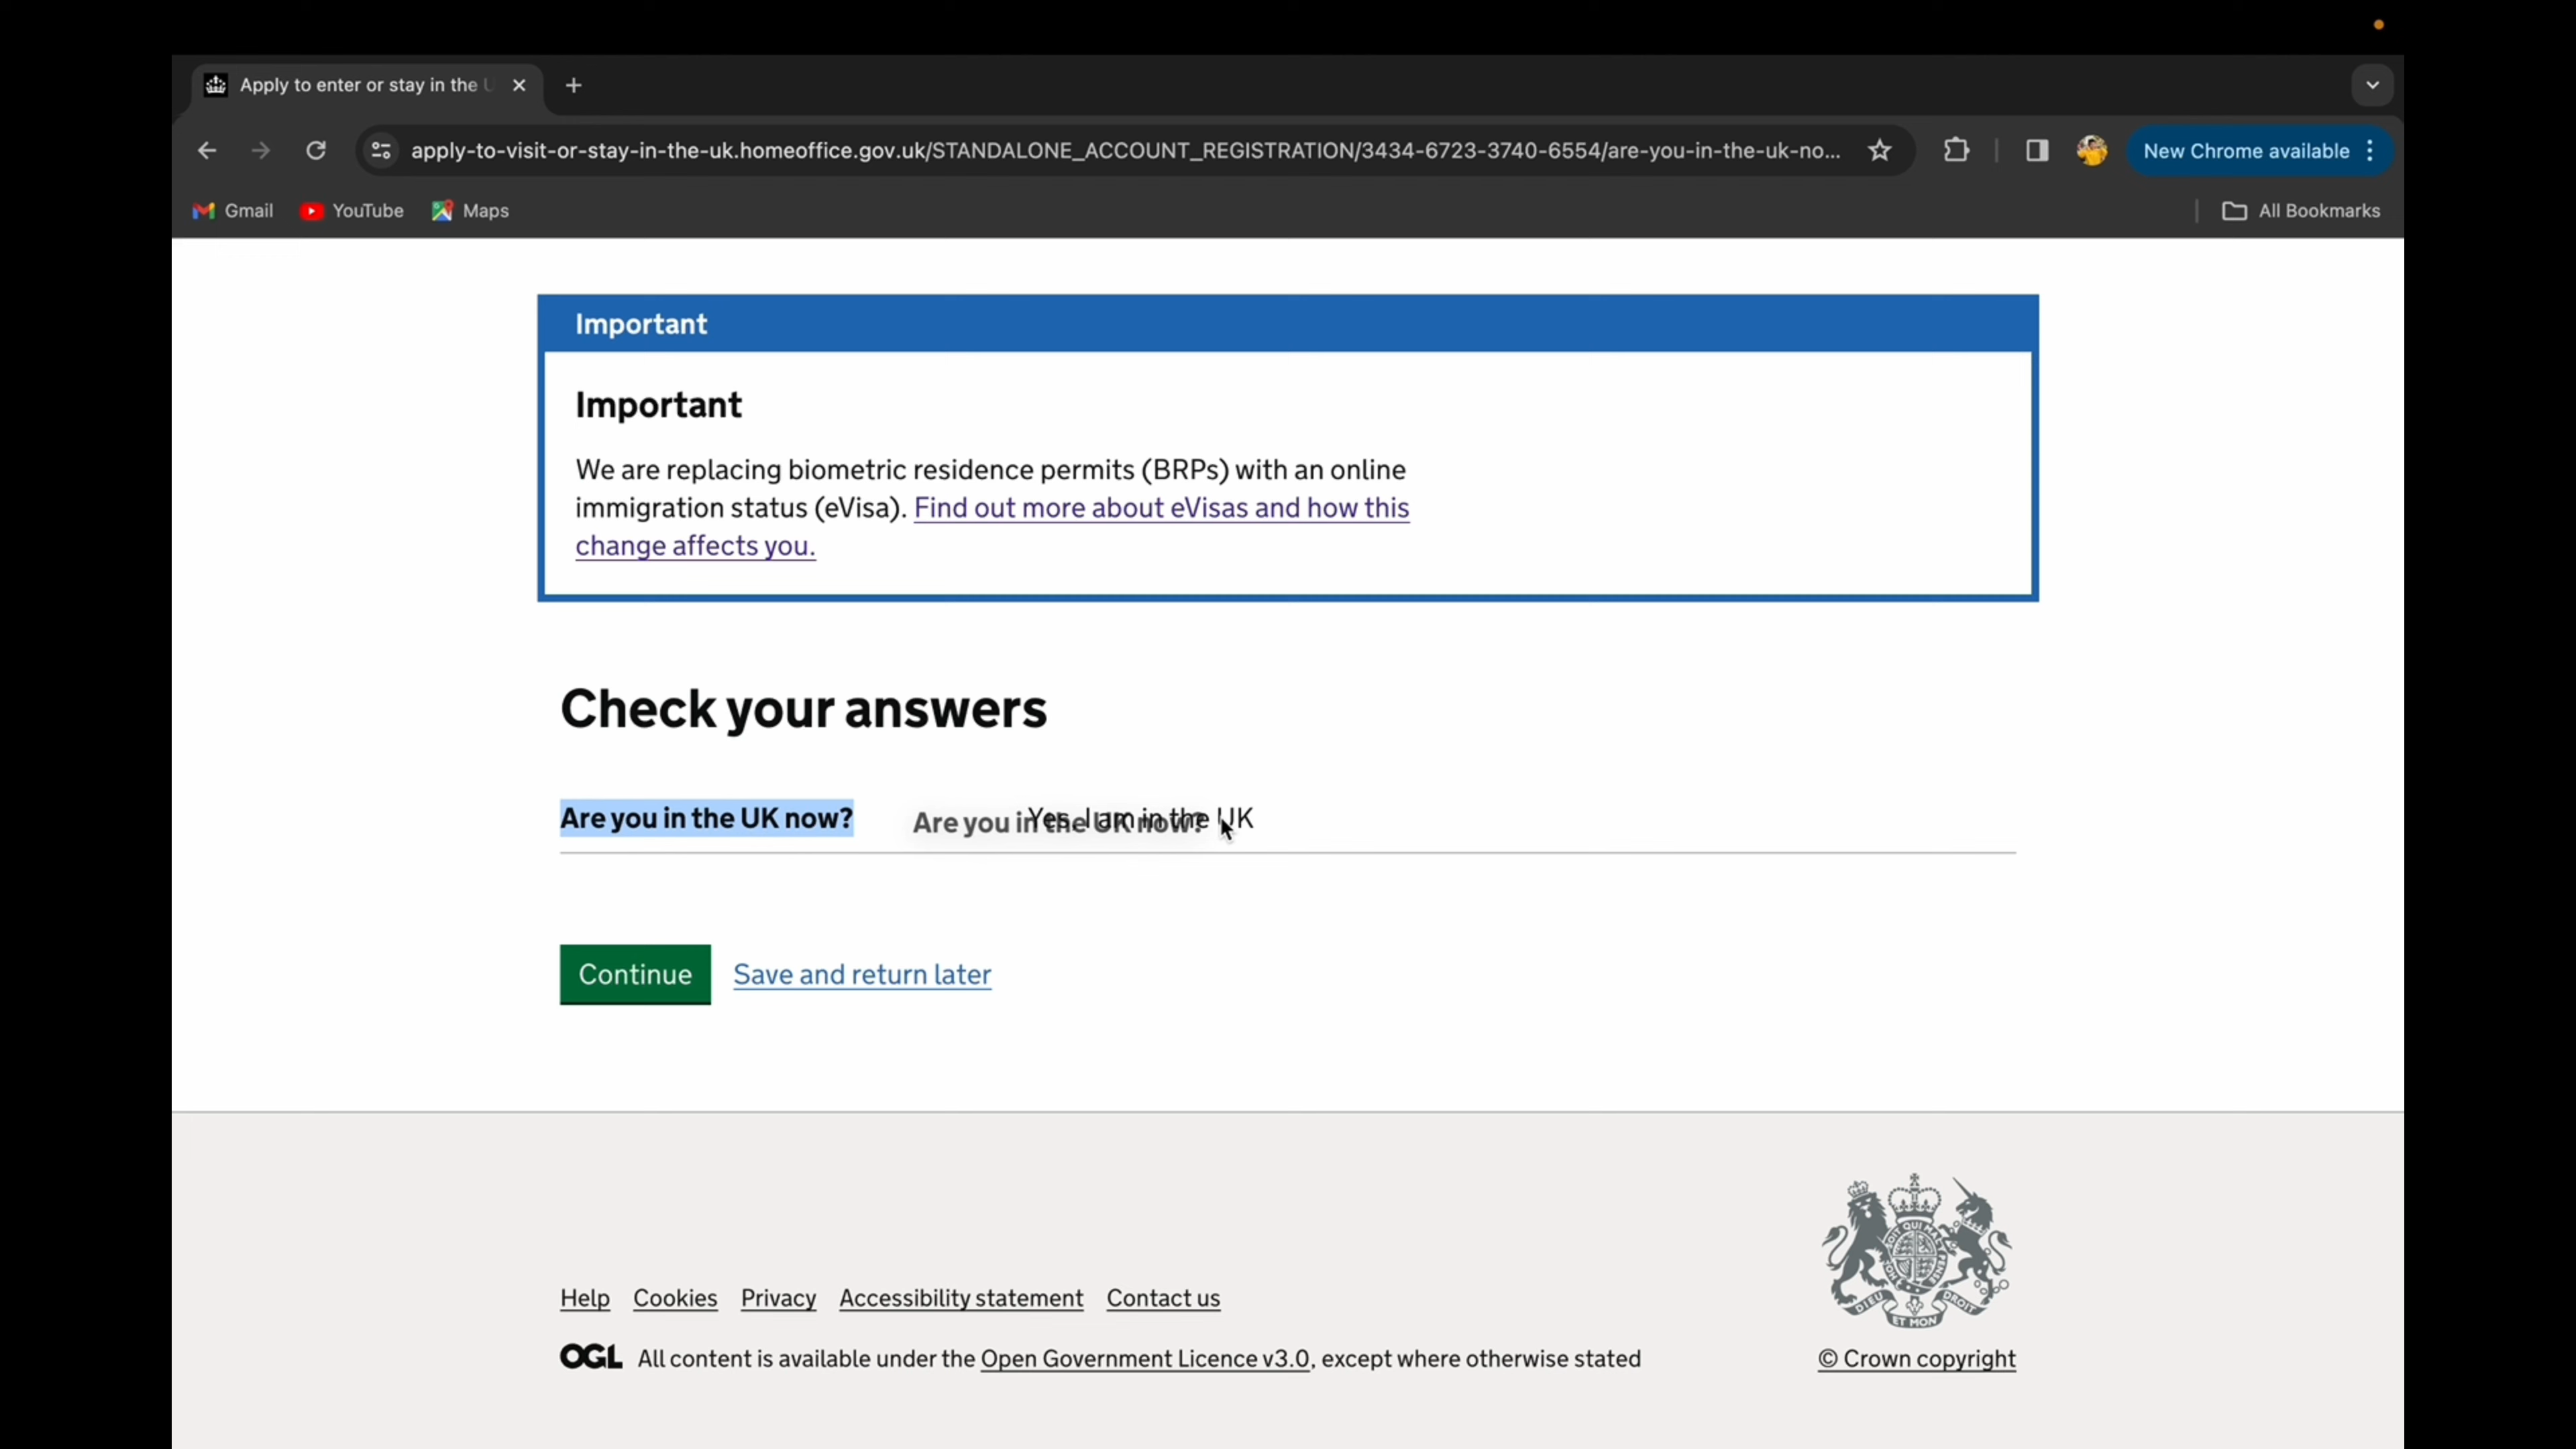 Apply to enter or stay in the U
apply-to-visit-or-stay-in-the-uk.homeoffice.gov.uk/STANDALONE_ACCOUNT_REGISTRATION/3434-6723-3740-6554/are-you-in-the-uk-no...
New Chrome available
Gmail
YouTube
Maps
All Bookmarks
Important
Important
We are replacing biometric residence permits (BRPs) with an online
immigration status (eVisa). Find out more about eVisas and how this
change affects you.
Check your answers
Are you in the UK now? Are you in the UK now? Yes, I am in the UK
Continue Save and return later
Help Cookies Privacy Accessibility statement Contact us
OGL All content is available under the Open Government Licence v3.0, except where otherwise stated
DIEU ET MON DROIT
© Crown copyright